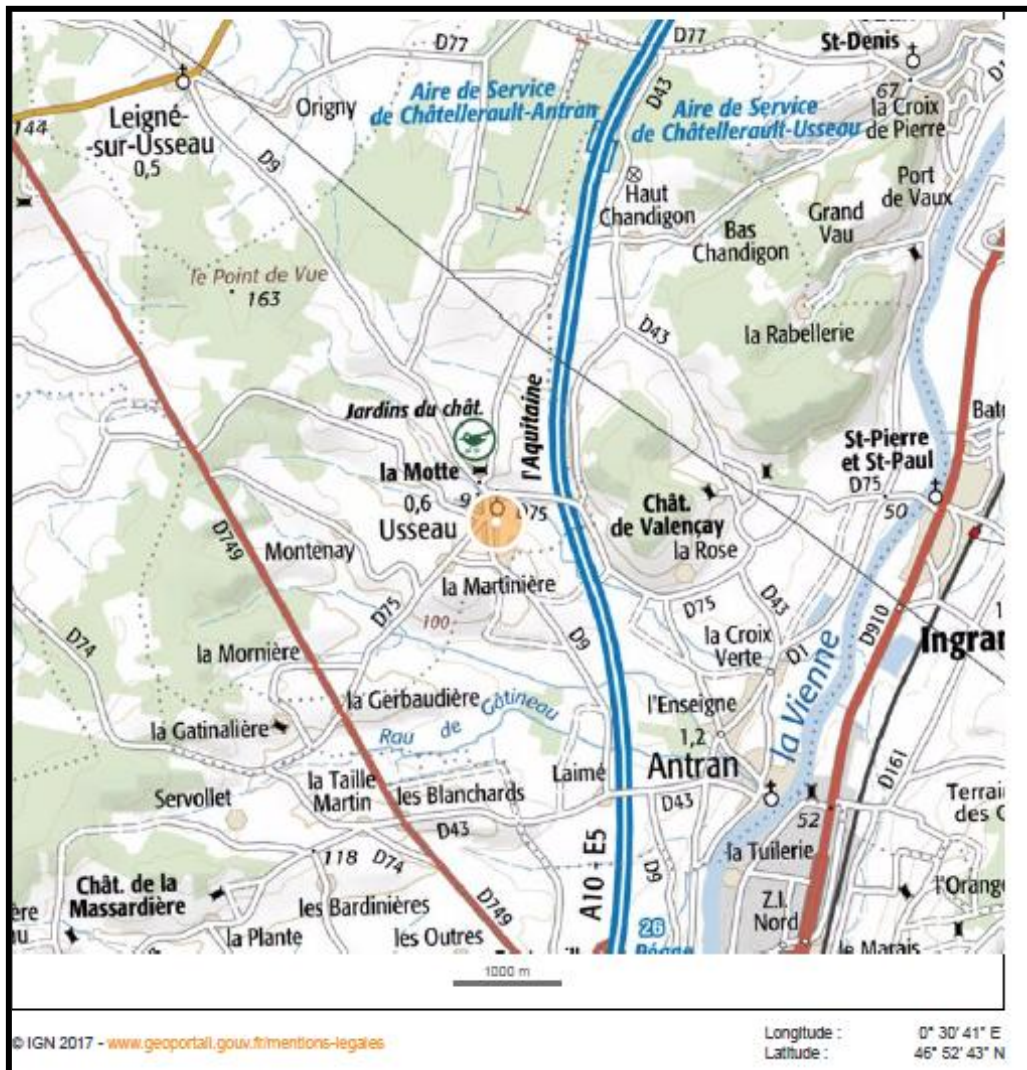 D77
D77
St-Denis
Aire de Service
de Châtellerault-Antran
D43
Aire de Service
de Châtellerault-Usseau
67
la Croix
de Pierre
144
Leigné-
-sur-Usseau
0,5
Origny
D9
Haut
Chandigon
Port
de Vaux
Grand
Vau
Bas
Chandigon
le Point de Vue
163
D43
la Rabellerie
Jardins du chât.
l'Aquitaine
la Motte
St-Pierre
et St-Paul
D75
50
0,6
Usseau
D75
Chât.
de Valençay
la Rose
D749
Montenay
la Martinière
D75
100
D9
D75
D43
la Croix
Verte
D1
D910
Ingran
D74
la Mornière
la Gerbaudière
la Gatinalière
Rau de Gâtineau
l'Enseigne
1,2
Antran
la Vienne
D161
Laimé
Servollet
la Taille
Martin
les Blanchards
D43
D43
52
118
D74
A10 - E5
D9
la Tuilerie
Chât. de la
Massardière
les Bardinières
D749
la Plante
les Outres
26
Z.I.
Nord
le Marais
1000 m
© IGN 2017 - www.geoportail.gouv.fr/mentions-legales
Longitude : 0° 30' 41" E
Latitude : 46° 52' 43" N